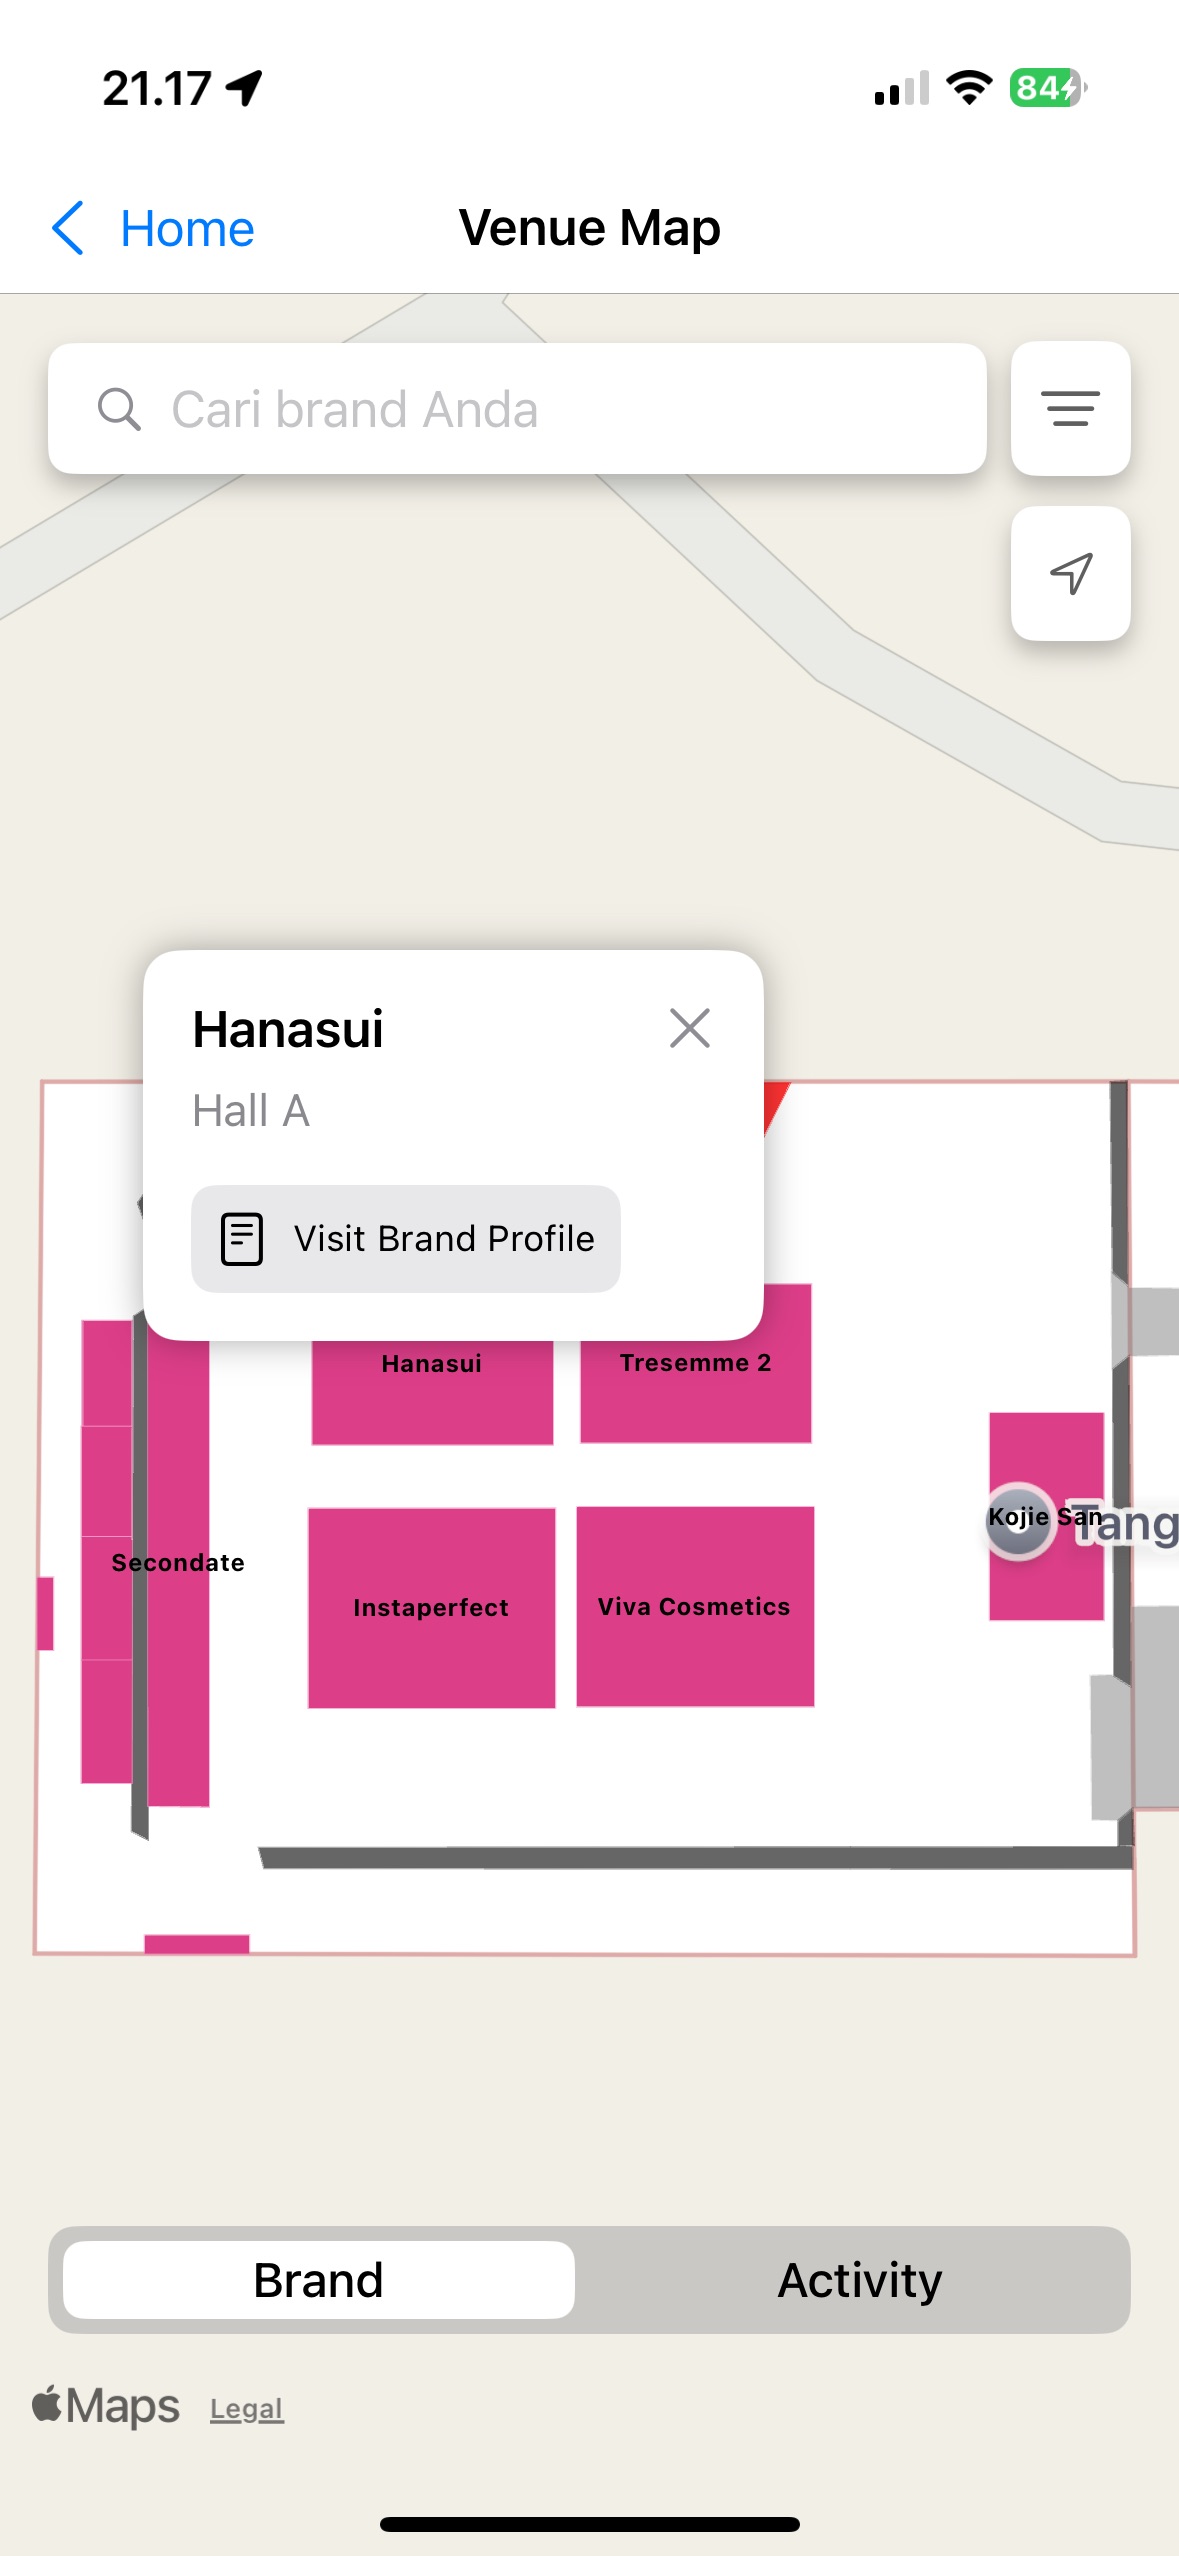 21.17
84
Home
Venue Map
Cari brand Anda
Hanasui
Hall A
Visit Brand Profile
Hanasui
Tresemme 2
Kojie San
Tang
Secondate
Instaperfect
Viva Cosmetics
Brand
Activity
Maps
Legal